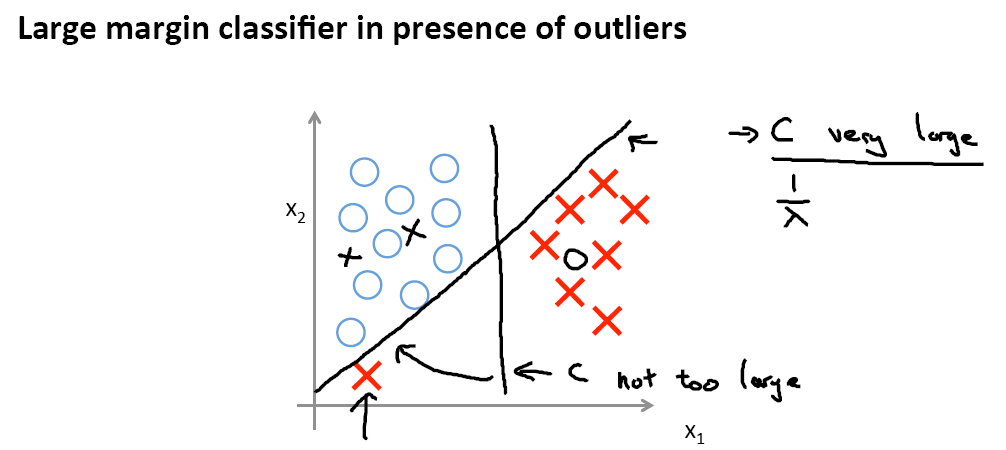 Large margin classifier in presence of outliers
→ C very large
1
λ
x2
← C not too large
x1